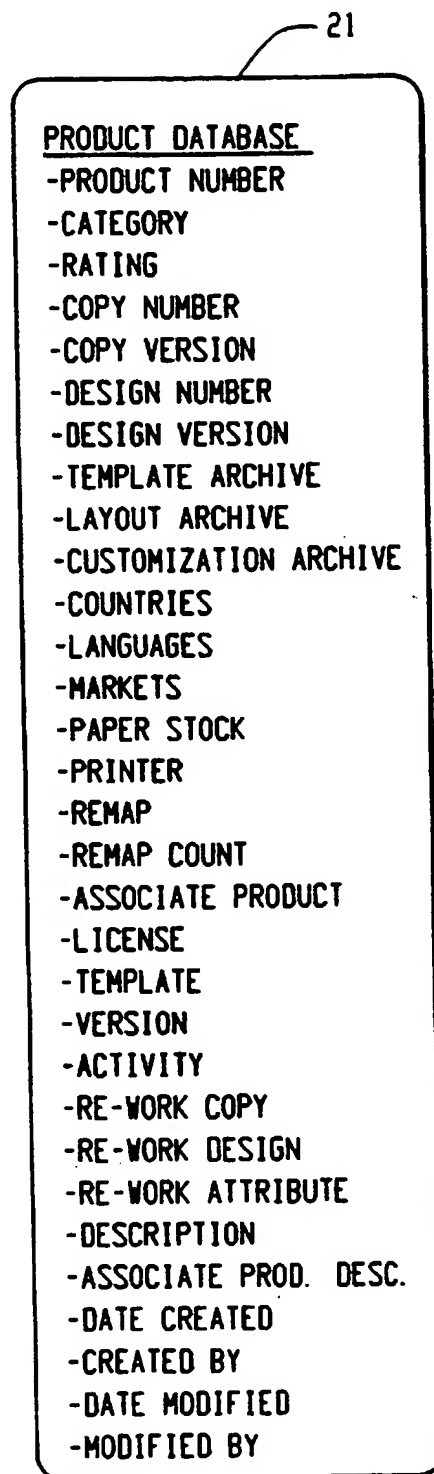 21
PRODUCT DATABASE
-PRODUCT NUMBER
-CATEGORY
-RATING
-COPY NUMBER
-COPY VERSION
-DESIGN NUMBER
-DESIGN VERSION
-TEMPLATE ARCHIVE
-LAYOUT ARCHIVE
-CUSTOMIZATION ARCHIVE
-COUNTRIES
-LANGUAGES
-MARKETS
-PAPER STOCK
-PRINTER
-REMAP
-REMAP COUNT
-ASSOCIATE PRODUCT
-LICENSE
-TEMPLATE
-VERSION
-ACTIVITY
-RE-WORK COPY
-RE-WORK DESIGN
-RE-WORK ATTRIBUTE
-DESCRIPTION
-ASSOCIATE PROD. DESC.
-DATE CREATED
-CREATED BY
-DATE MODIFIED
-MODIFIED BY